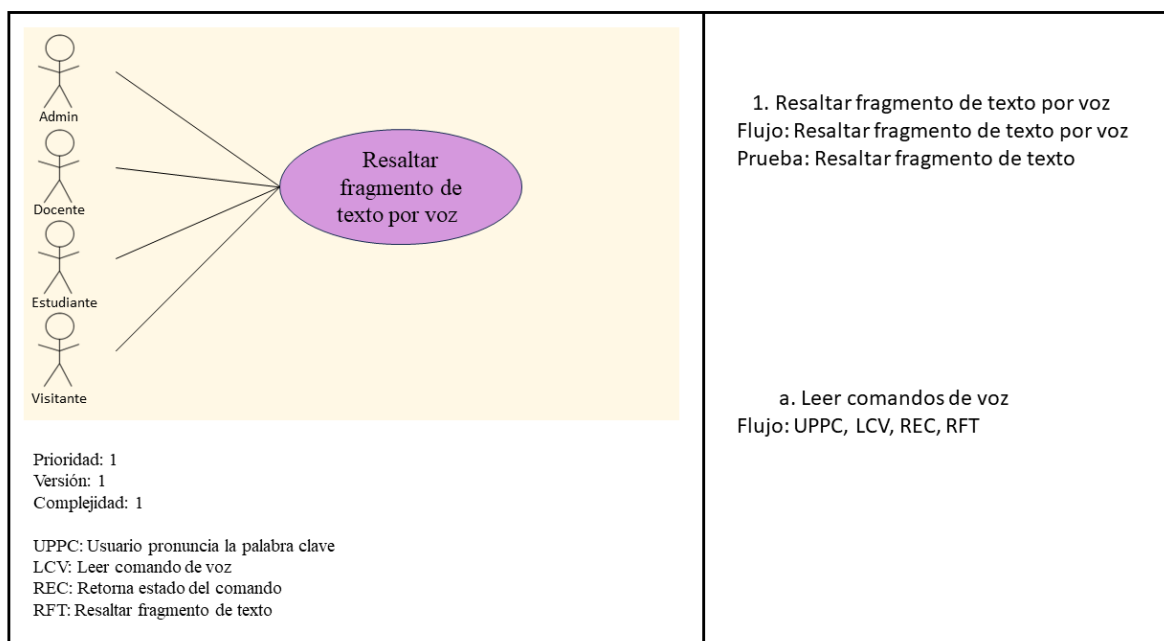 Admin
Docente
Estudiante
Visitante
Resaltar
fragmento de
texto por voz
Prioridad: 1
Versión: 1
Complejidad: 1
UPPC: Usuario pronuncia la palabra clave
LCV: Leer comando de voz
REC: Retorna estado del comando
RFT: Resaltar fragmento de texto
1. Resaltar fragmento de texto por voz
Flujo: Resaltar fragmento de texto por voz
Prueba: Resaltar fragmento de texto
a. Leer comandos de voz
Flujo: UPPC, LCV, REC, RFT